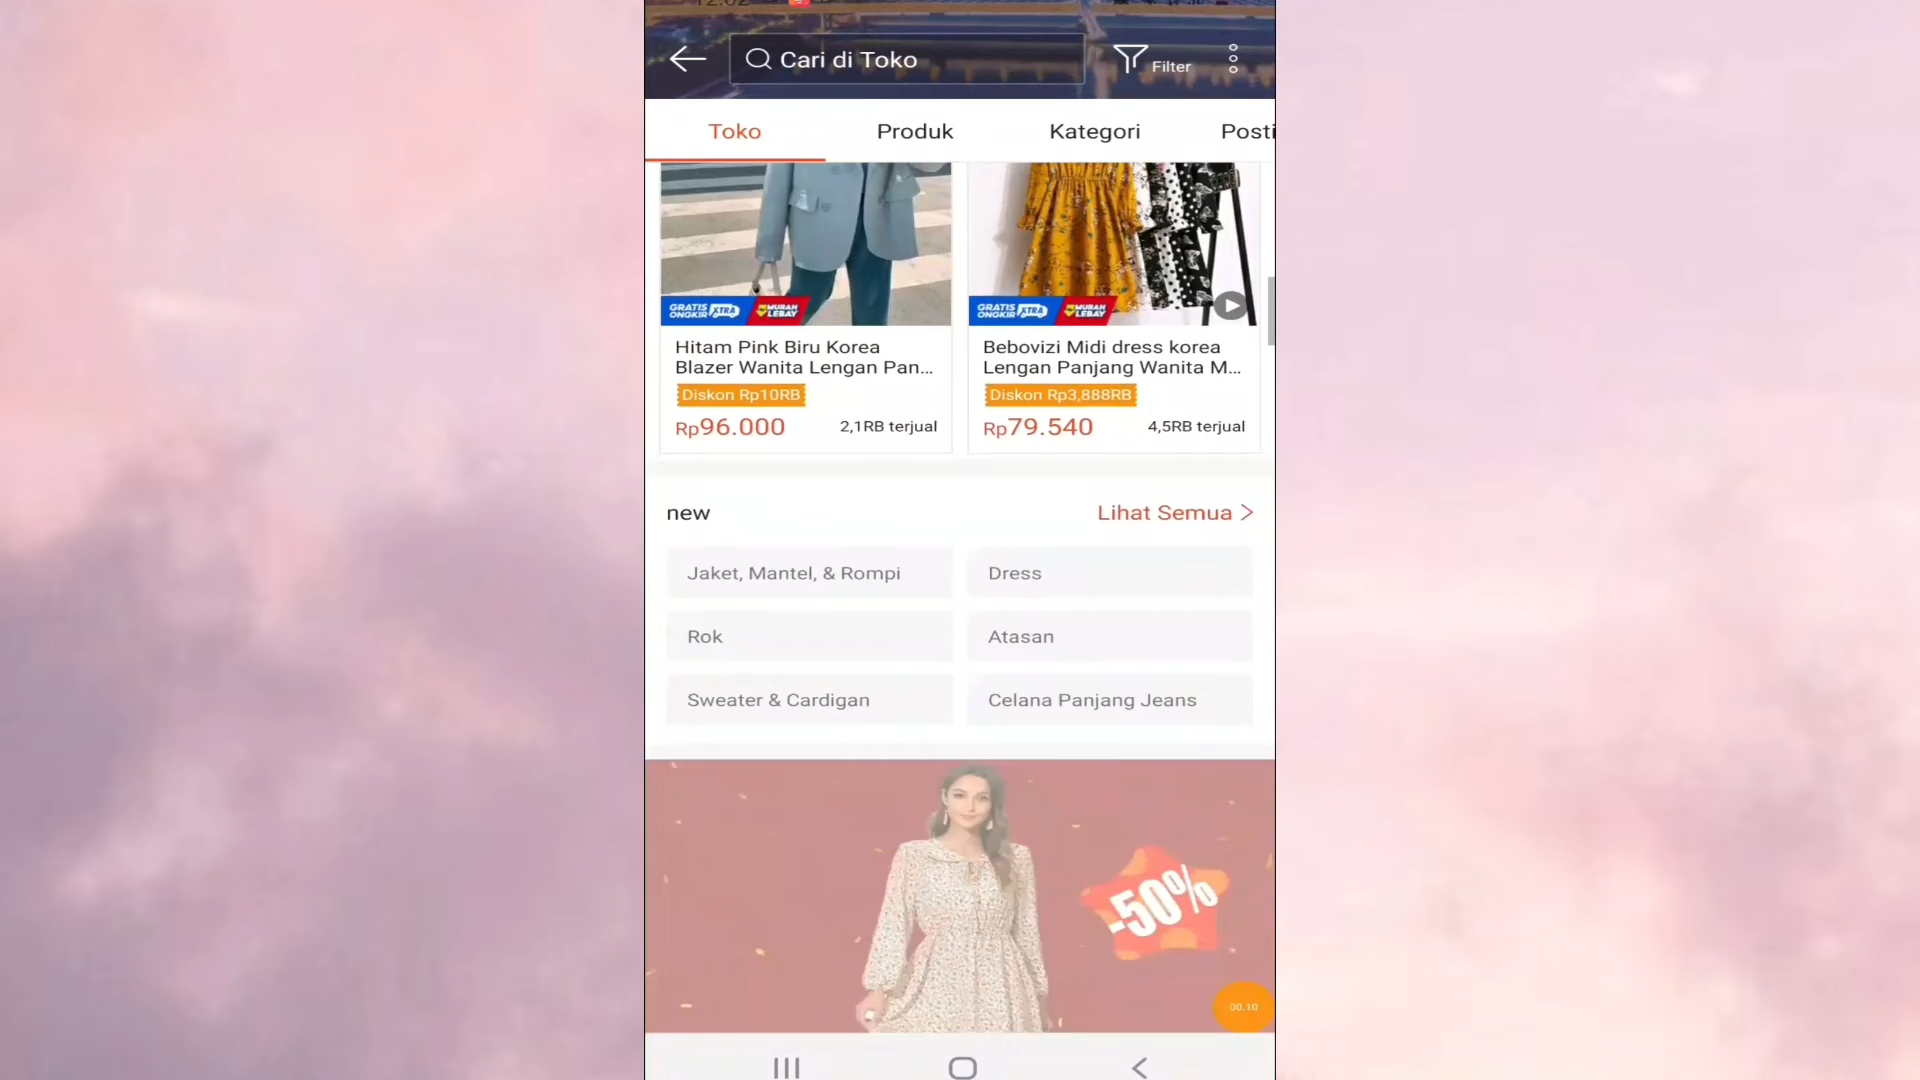 12:02
Cari di Toko
Filter
Toko Produk Kategori Posti
GRATIS ONGKIR XTRA MURAH LEBAY
GRATIS ONGKIR XTRA MURAH LEBAY
Hitam Pink Biru Korea
Blazer Wanita Lengan Pan...
Diskon Rp10RB
Rp96.000 2,1RB terjual
Bebovizi Midi dress korea
Lengan Panjang Wanita M...
Diskon Rp3,888RB
Rp79.540 4,5RB terjual
new Lihat Semua >
Jaket, Mantel, & Rompi Dress
Rok Atasan
Sweater & Cardigan Celana Panjang Jeans
-50%
00.10